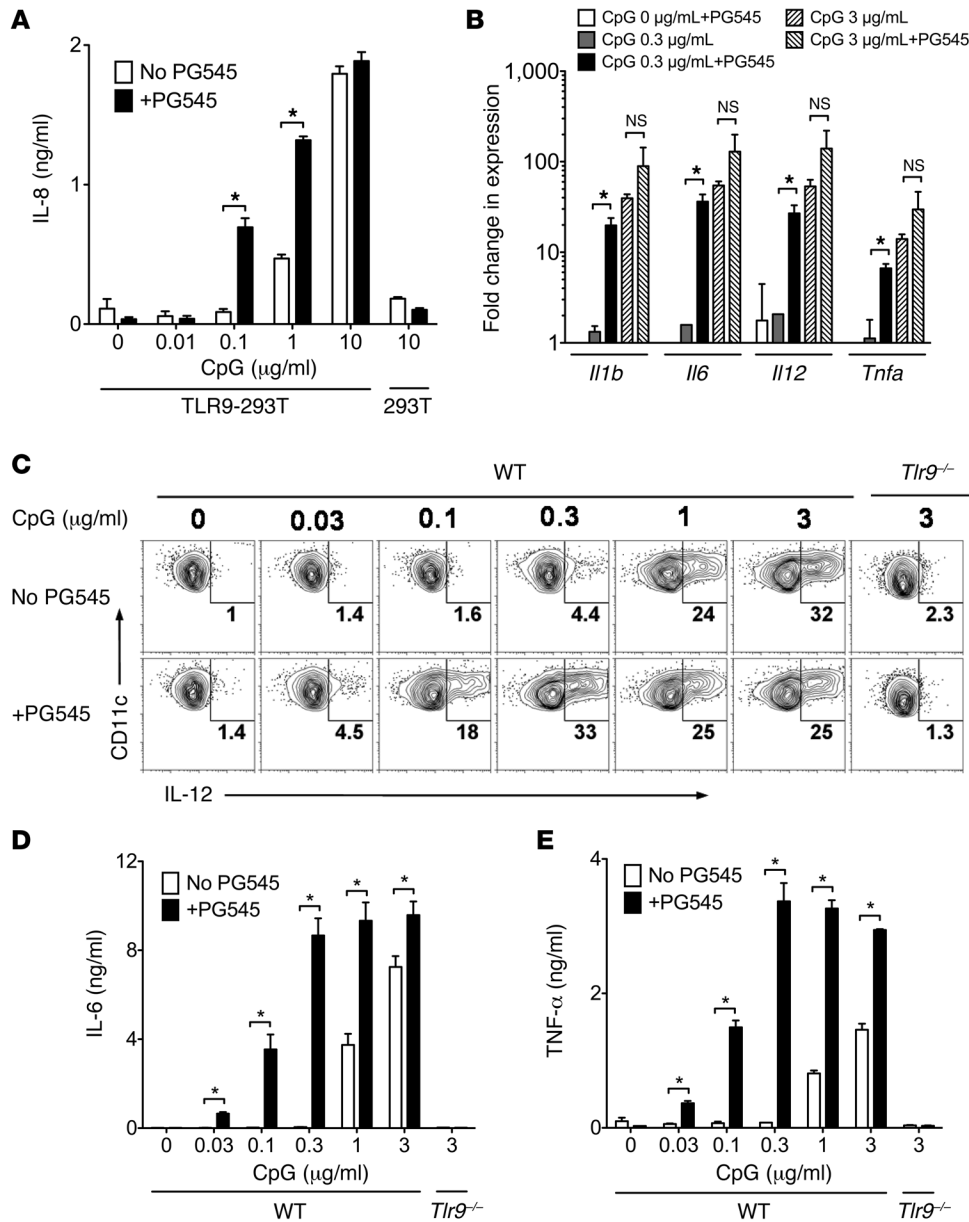 A
2
1
0
IL-8 (ng/ml)
No PG545
+PG545
*
*
0 0.01 0.1 1 10 10
CpG (μg/ml)
TLR9-293T 293T
B
CpG 0 μg/mL+PG545
CpG 0.3 μg/mL
CpG 0.3 μg/mL+PG545
CpG 3 μg/mL
CpG 3 μg/mL+PG545
Fold change in expression
1,000
100
10
1
* NS
* NS
* NS
* NS
Il1b Il6 Il12 Tnfa
C
WT Tlr9–/–
CpG (μg/ml) 0 0.03 0.1 0.3 1 3 3
No PG545
1 1.4 1.6 4.4 24 32 2.3
+PG545
1.4 4.5 18 33 25 25 1.3
CD11c
IL-12
D
12
8
4
0
IL-6 (ng/ml)
No PG545
+PG545
* * * * *
0 0.03 0.1 0.3 1 3 3
CpG (μg/ml)
WT Tlr9–/–
E
4
2
0
TNF-α (ng/ml)
No PG545
+PG545
* * * * *
0 0.03 0.1 0.3 1 3 3
CpG (μg/ml)
WT Tlr9–/–